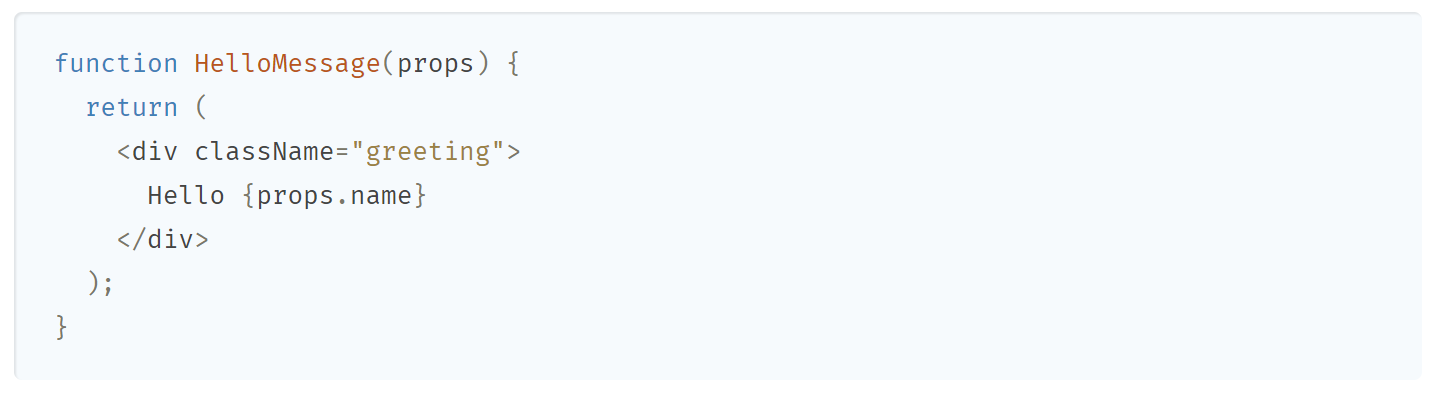 function HelloMessage(props) {
  return (
    <div className="greeting">
      Hello {props.name}
    </div>
  );
}